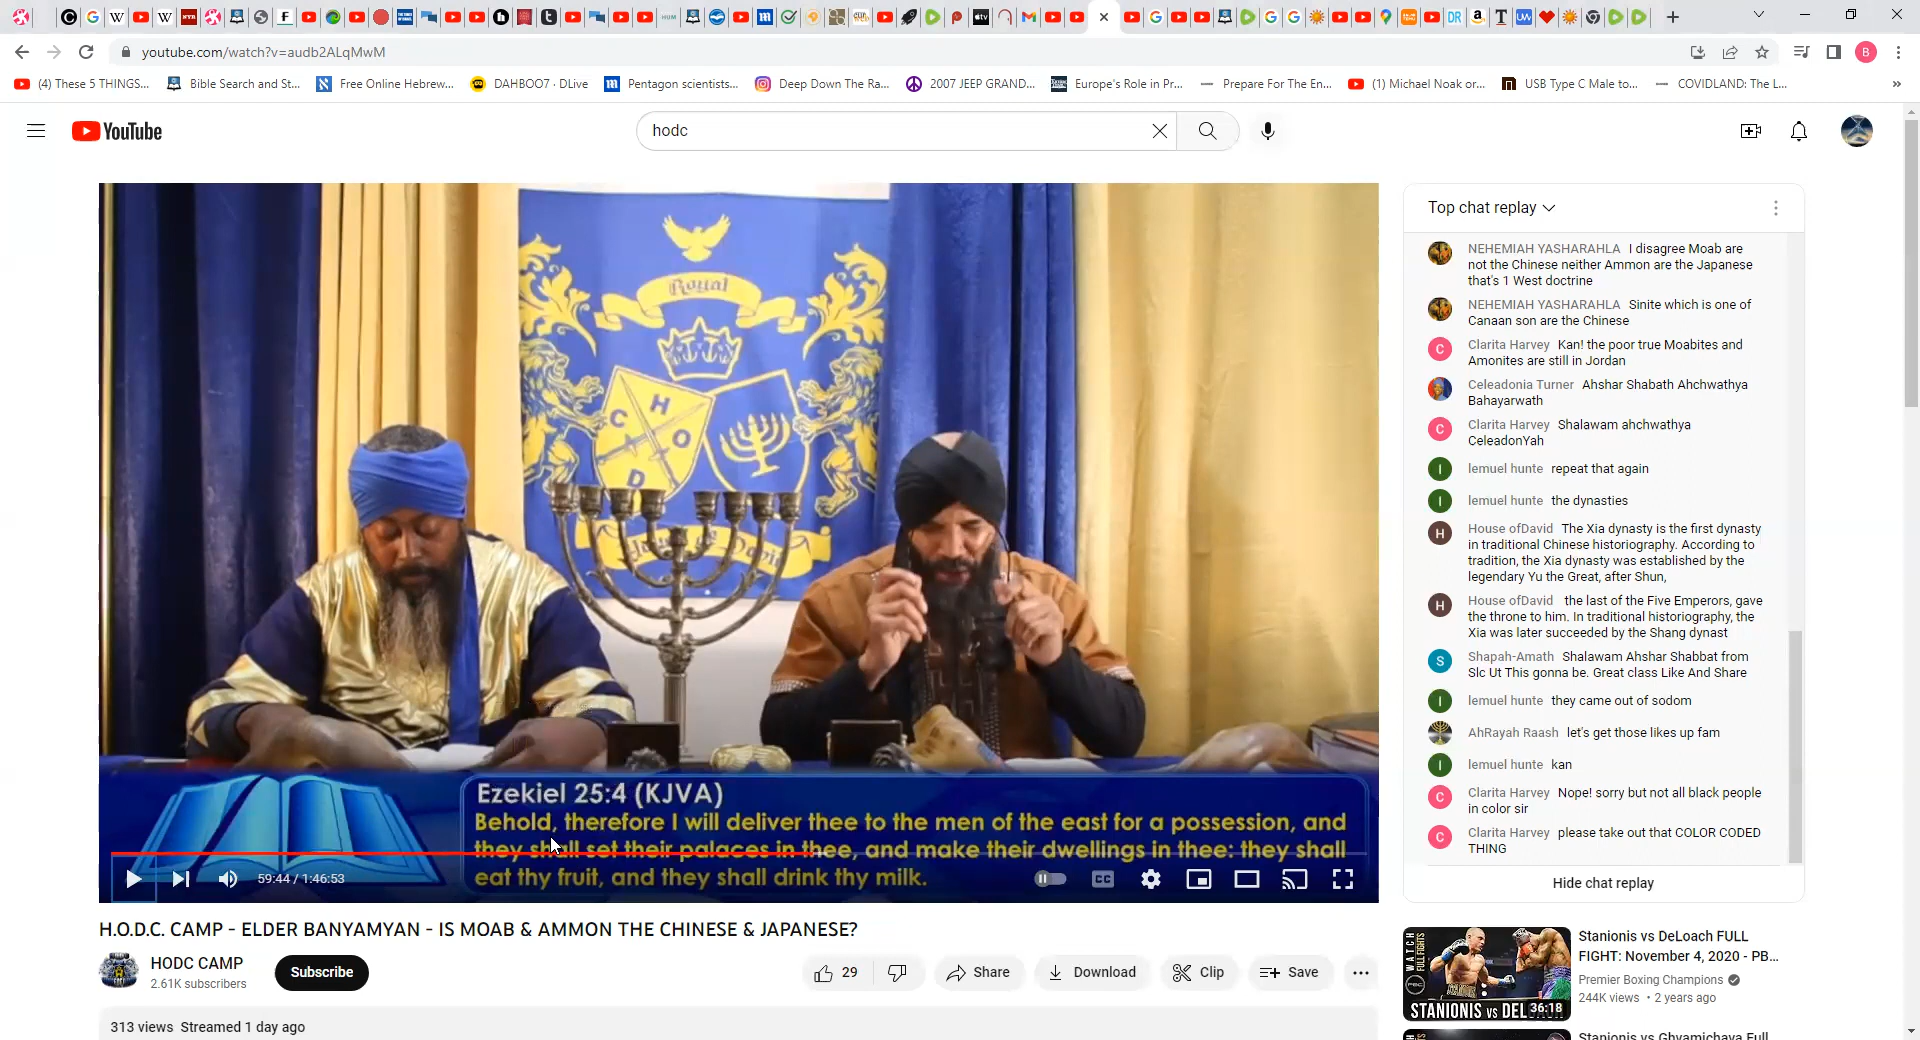 youtube.com/watch?v=audb2ALqMwM
B
(4) These 5 THINGS...
Bible Search and St...
Free Online Hebrew...
DAHBOO7 · DLive
Pentagon scientists...
Deep Down The Ra...
2007 JEEP GRAND...
Europe's Role in Pr...
Prepare For The En...
(1) Michael Noak or...
USB Type C Male to...
COVIDLAND: The L...
YouTube
hodc
Royal
H
C
O
D
Ezekiel 25:4 (KJVA)
Behold, therefore I will deliver thee to the men of the east for a possession, and
they shall set their palaces in thee, and make their dwellings in thee: they shall
eat thy fruit, and they shall drink thy milk.
59:44 / 1:46:53
CC
H.O.D.C. CAMP - ELDER BANYAMYAN - IS MOAB & AMMON THE CHINESE & JAPANESE?
HODC CAMP
2.61K subscribers
Subscribe
29
Share
Download
Clip
Save
313 views Streamed 1 day ago
Top chat replay
NEHEMIAH YASHARAHLA I disagree Moab are
not the Chinese neither Ammon are the Japanese
that's 1 West doctrine
NEHEMIAH YASHARAHLA Sinite which is one of
Canaan son are the Chinese
C
Clarita Harvey Kan! the poor true Moabites and
Amonites are still in Jordan
Celeadonia Turner Ahshar Shabath Ahchwathya
Bahayarwath
C
Clarita Harvey Shalawam ahchwathya
CeleadonYah
l
lemuel hunte repeat that again
l
lemuel hunte the dynasties
H
House ofDavid The Xia dynasty is the first dynasty
in traditional Chinese historiography. According to
tradition, the Xia dynasty was established by the
legendary Yu the Great, after Shun,
H
House ofDavid the last of the Five Emperors, gave
the throne to him. In traditional historiography, the
Xia was later succeeded by the Shang dynast
S
Shapah-Amath Shalawam Ahshar Shabbat from
Slc Ut This gonna be. Great class Like And Share
l
lemuel hunte they came out of sodom
AhRayah Raash let's get those likes up fam
l
lemuel hunte kan
C
Clarita Harvey Nope! sorry but not all black people
in color sir
C
Clarita Harvey please take out that COLOR CODED
THING
Hide chat replay
WATCH
FULL FIGHTS
STANIONIS VS DEL
36:18
Stanionis vs DeLoach FULL
FIGHT: November 4, 2020 - PB...
Premier Boxing Champions
244K views • 2 years ago
Stanionis vs Ghvamichava Full